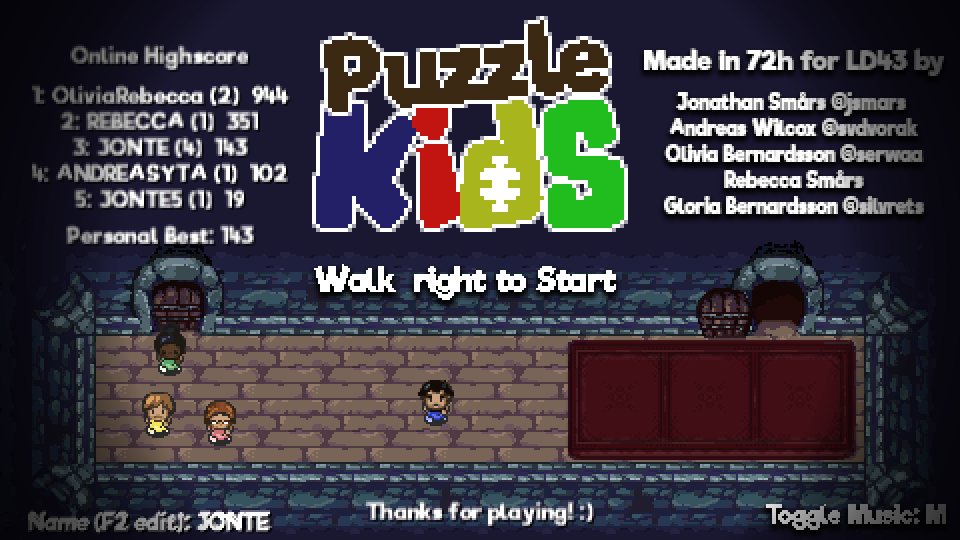 Puzzle
Kids
Online Highscore
1: OliviaRebecca (2) 944
2: REBECCA (1) 351
3: JONTE (4) 143
4: ANDREASYTA (1) 102
5: JONTE5 (1) 19
Personal Best: 143
Made in 72h for LD43 by
Jonathan Smårs @jsmars
Andreas Wilcox @svdvorak
Olivia Bernardsson @serwaa
Rebecca Smårs
Gloria Bernardsson @silvrets
Walk right to Start
Name (F2 edit): JONTE
Thanks for playing! :)
Toggle Music: M